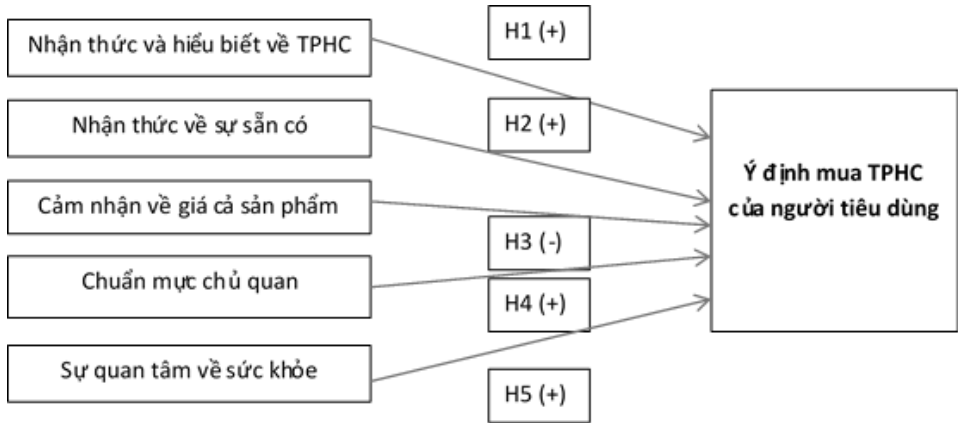 Nhận thức và hiểu biết về TPHC
H1 (+)
Nhận thức về sự sẵn có
H2 (+)
Cảm nhận về giá cả sản phẩm
H3 (-)
Chuẩn mực chủ quan
H4 (+)
Sự quan tâm về sức khỏe
H5 (+)
Ý định mua TPHC
của người tiêu dùng